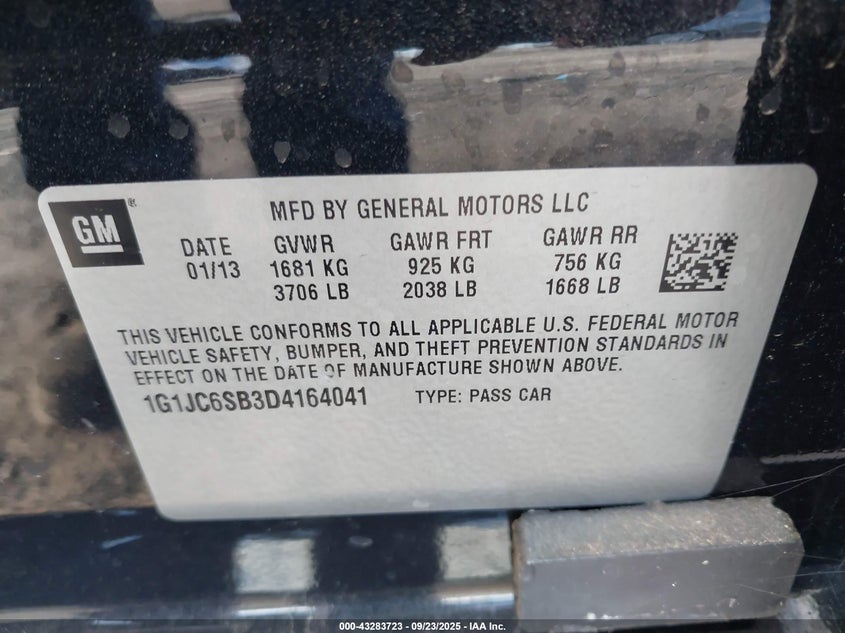 GM
MFD BY GENERAL MOTORS LLC
DATE GVWR GAWR FRT GAWR RR
01/13 1681 KG 925 KG 756 KG
3706 LB 2038 LB 1668 LB
THIS VEHICLE CONFORMS TO ALL APPLICABLE U.S. FEDERAL MOTOR
VEHICLE SAFETY, BUMPER, AND THEFT PREVENTION STANDARDS IN
EFFECT ON THE DATE OF MANUFACTURE SHOWN ABOVE.
1G1JC6SB3D4164041 TYPE: PASS CAR
000-43283723 - 09/23/2025 - IAA Inc.